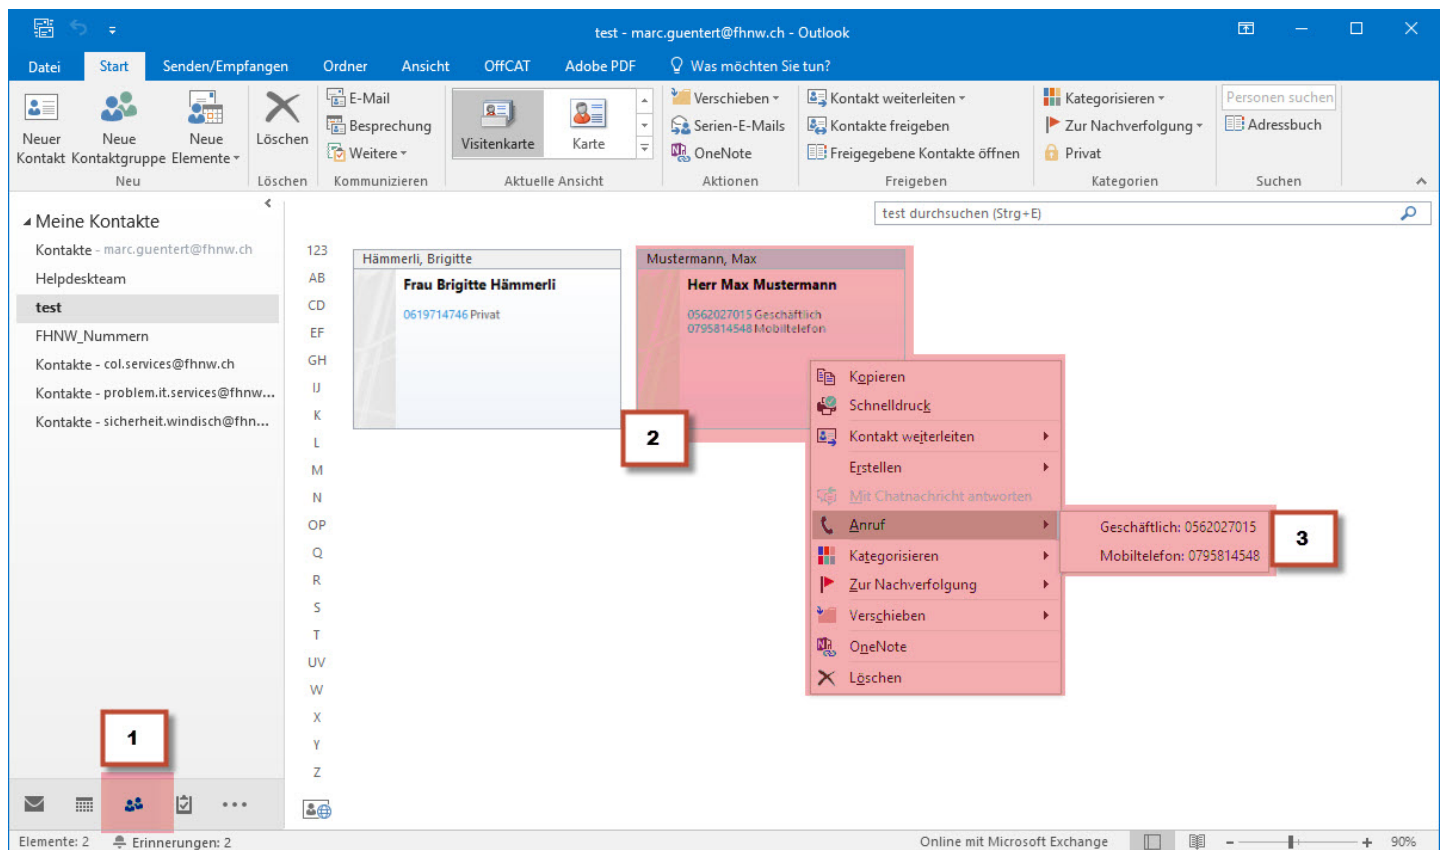 test - marc.guentert@fhnw.ch - Outlook
Datei Start Senden/Empfangen Ordner Ansicht OffCAT Adobe PDF Was möchten Sie tun?
Neuer Kontakt
Neue Kontaktgruppe
Neue Elemente
Neu
Löschen
Löschen
E-Mail
Besprechung
Weitere
Kommunizieren
Visitenkarte Karte
Aktuelle Ansicht
Verschieben
Serien-E-Mails
OneNote
Aktionen
Kontakt weiterleiten
Kontakte freigeben
Freigegebene Kontakte öffnen
Freigeben
Kategorisieren
Zur Nachverfolgung
Privat
Kategorien
Personen suchen
Adressbuch
Suchen
Meine Kontakte
Kontakte - marc.guentert@fhnw.ch
Helpdeskteam
test
FHNW_Nummern
Kontakte - col.services@fhnw.ch
Kontakte - problem.it.services@fhnw...
Kontakte - sicherheit.windisch@fhn...
test durchsuchen (Strg+E)
123
AB
CD
EF
GH
IJ
K
L
M
N
OP
Q
R
S
T
UV
W
X
Y
Z
Hämmerli, Brigitte
Frau Brigitte Hämmerli
0619714746 Privat
Mustermann, Max
Herr Max Mustermann
0562027015 Geschäftlich
0795814548 Mobiltelefon
2
Kopieren
Schnelldruck
Kontakt weiterleiten
Erstellen
Mit Chatnachricht antworten
Anruf
Kategorisieren
Zur Nachverfolgung
Verschieben
OneNote
Löschen
Geschäftlich: 0562027015
Mobiltelefon: 0795814548
3
1
Elemente: 2 Erinnerungen: 2
Online mit Microsoft Exchange
90%